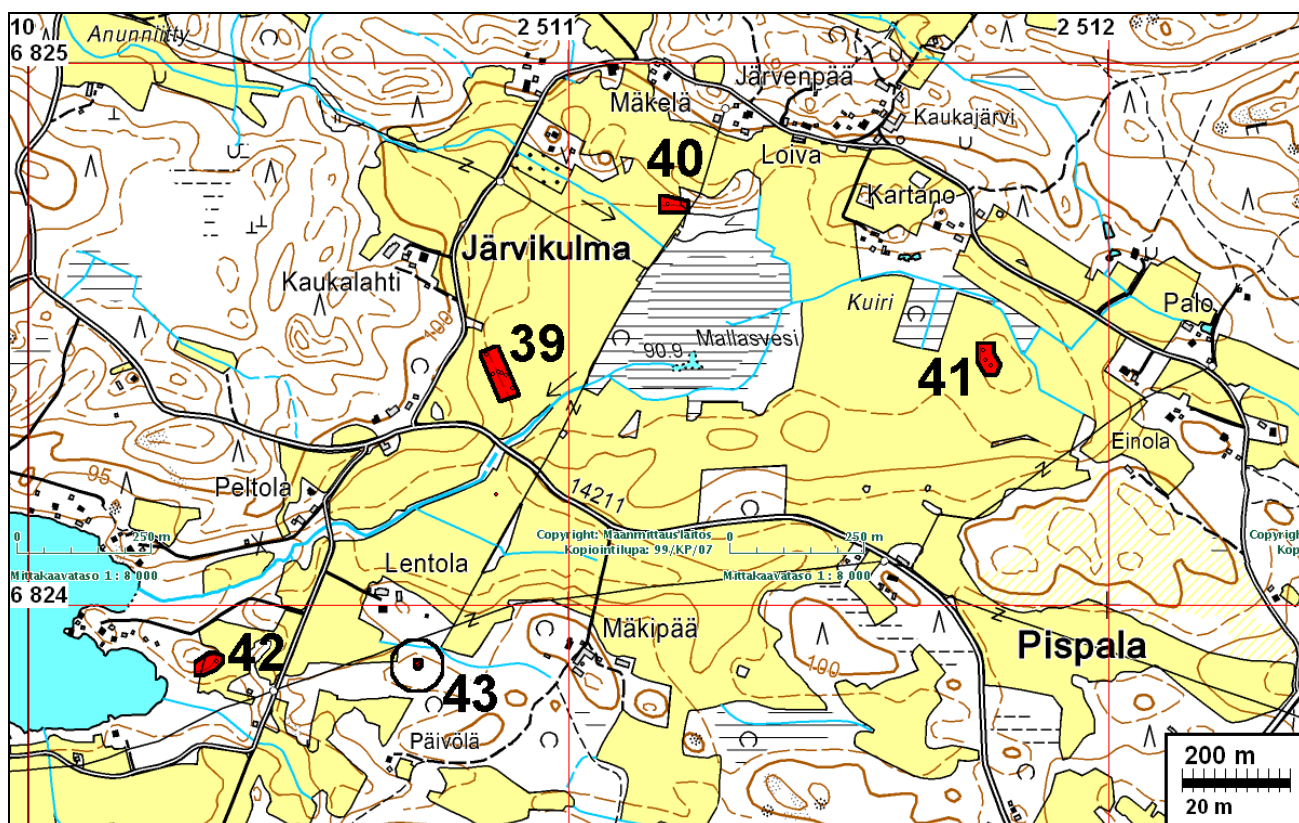 10
6 825
Anunniitty
2 511
2 512
Järvenpää
Mäkelä
Kaukajärvi
40
Loiva
Kartano
Järvikulma
Kaukalahti
Kuiri
Palo
100
39
90.9
Mallasvesi
41
Einola
95
Peltola
14211
0 250 m
Mittakaavataso 1 : 8 000
Copyright: Maanmittauslaitos
Kopiointilupa: 99/KP/07
0 250 m
Mittakaavataso 1 : 8 000
Copyrig
Kop
Lentola
6 824
Mäkipää
Pispala
100
42
43
Päivölä
200 m
20 m